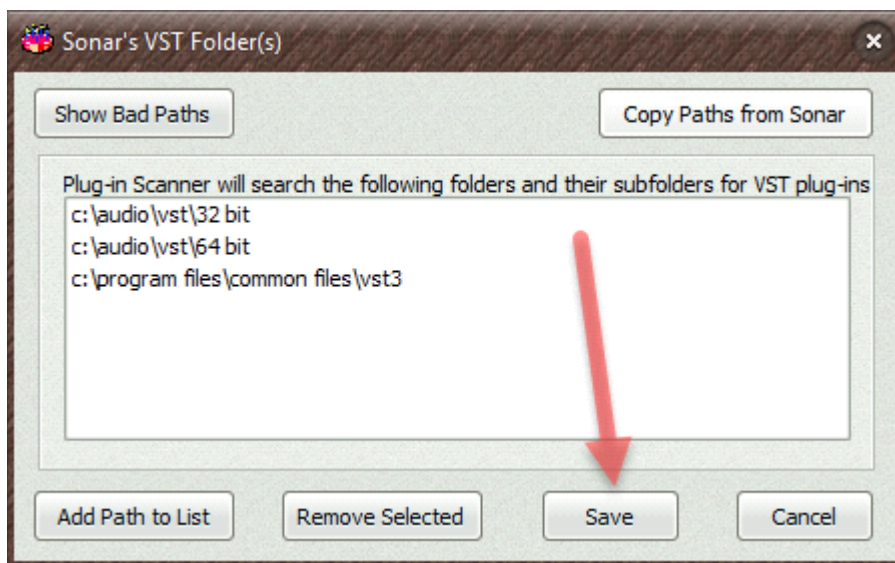 Sonar's VST Folder(s)
Show Bad Paths
Copy Paths from Sonar
Plug-in Scanner will search the following folders and their subfolders for VST plug-ins
c:\audio\vst\32 bit
c:\audio\vst\64 bit
c:\program files\common files\vst3
Add Path to List
Remove Selected
Save
Cancel